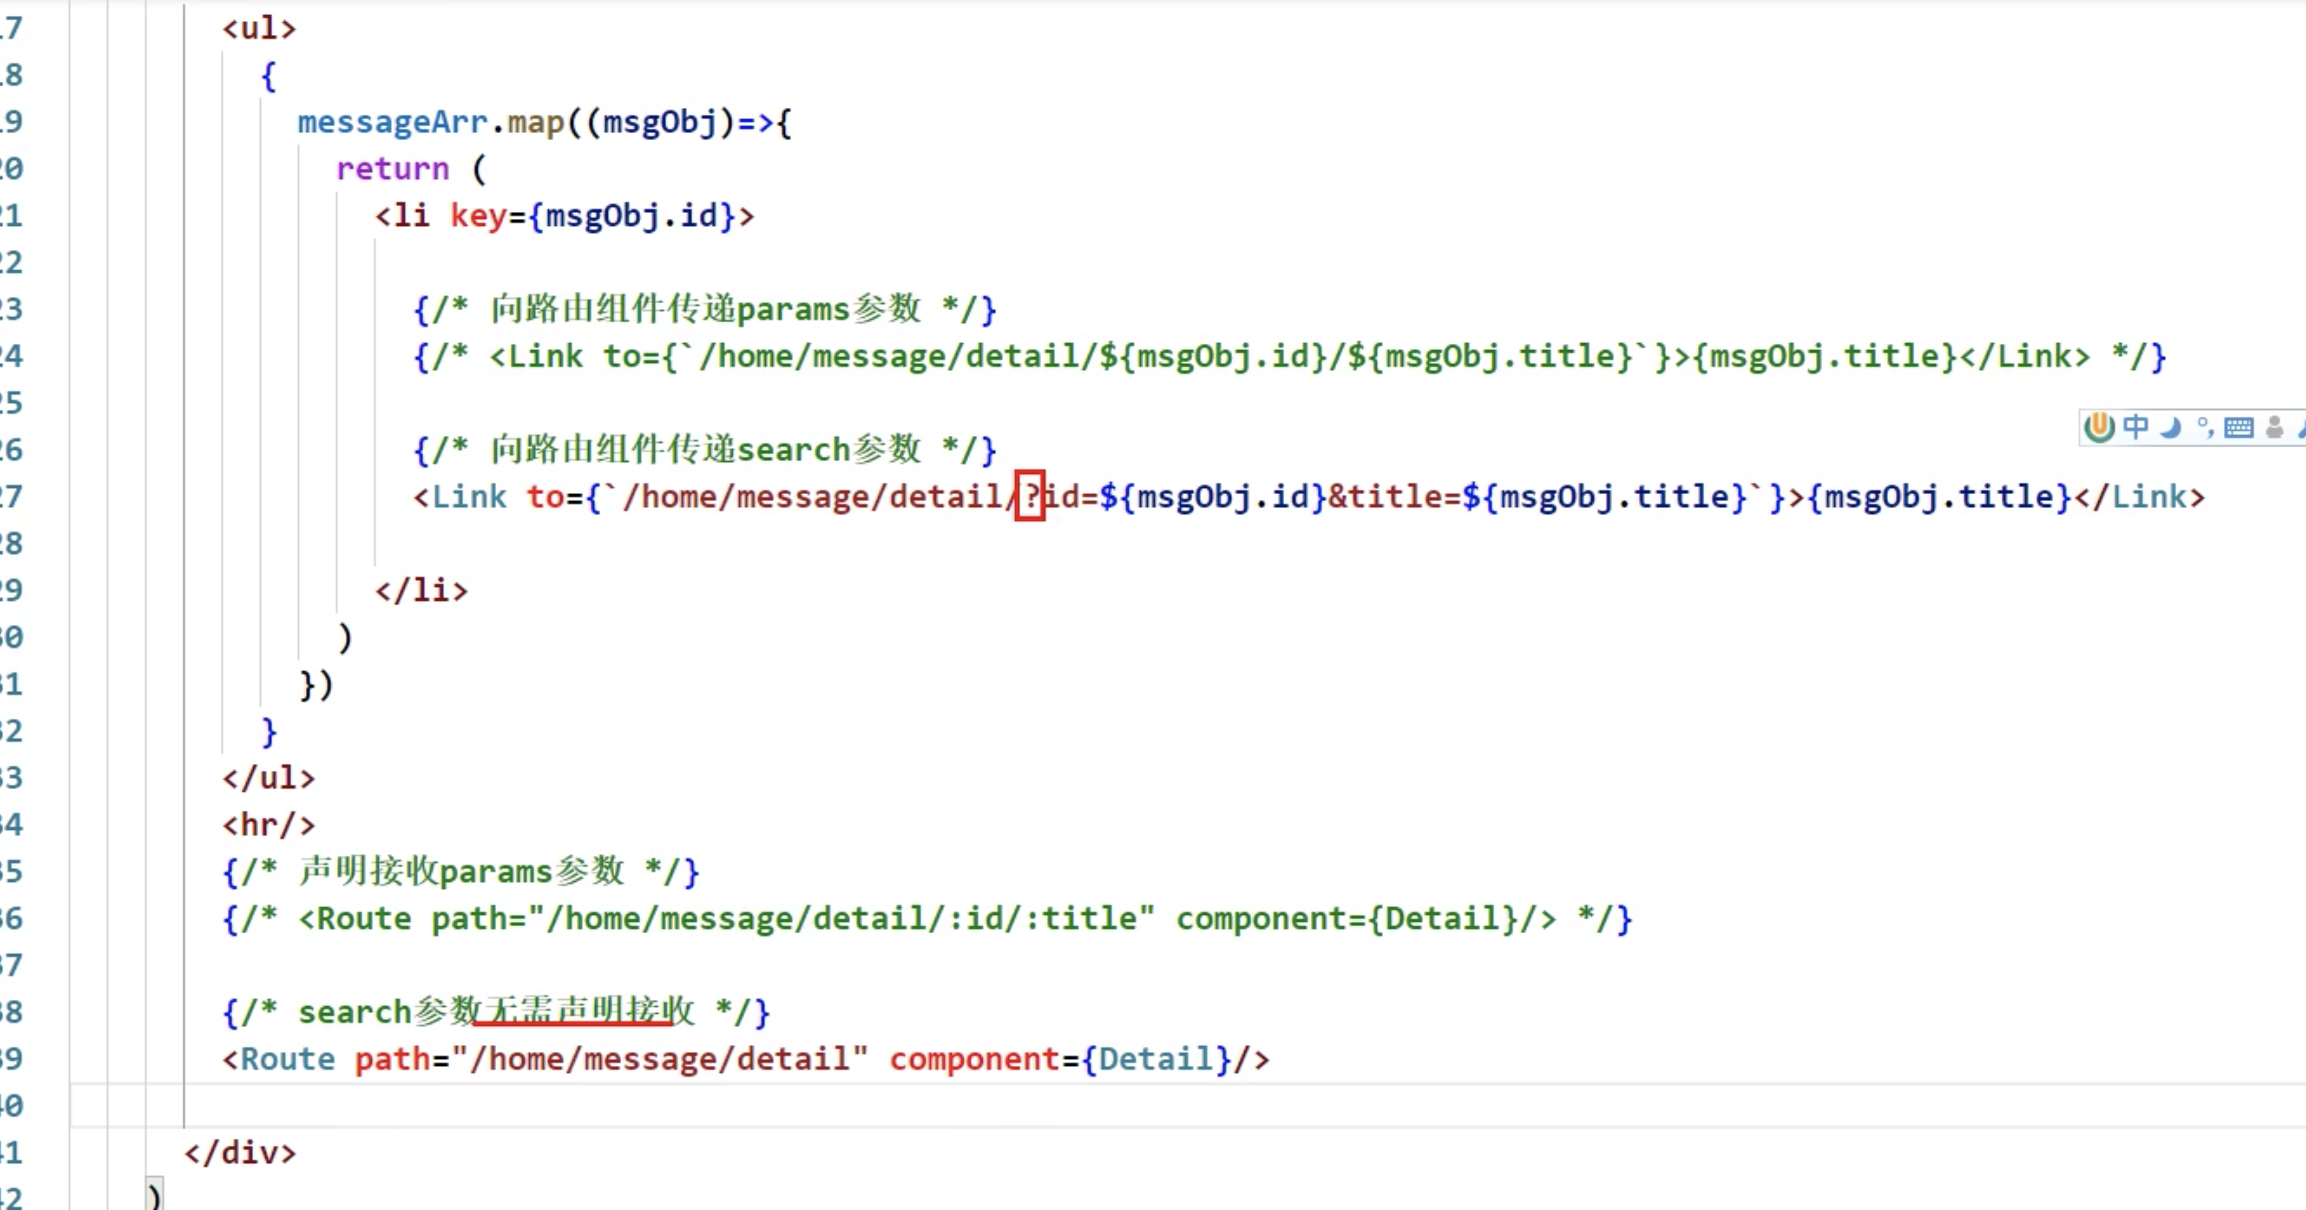 17 <ul>
18 {
19 messageArr.map((msgObj)=>{
20 return (
21 <li key={msgObj.id}>
22
23 {/* 向路由组件传递params参数 */}
24 {/* <Link to={`/home/message/detail/${msgObj.id}/${msgObj.title}`}>{msgObj.title}</Link> */}
25
26 {/* 向路由组件传递search参数 */}
27 <Link to={`/home/message/detail/?id=${msgObj.id}&title=${msgObj.title}`}>{msgObj.title}</Link>
28
29 </li>
30 )
31 })
32 }
33 </ul>
34 <hr/>
35 {/* 声明接收params参数 */}
36 {/* <Route path="/home/message/detail/:id/:title" component={Detail}/> */}
37
38 {/* search参数无需声明接收 */}
39 <Route path="/home/message/detail" component={Detail}/>
40
41 </div>
42 )
中